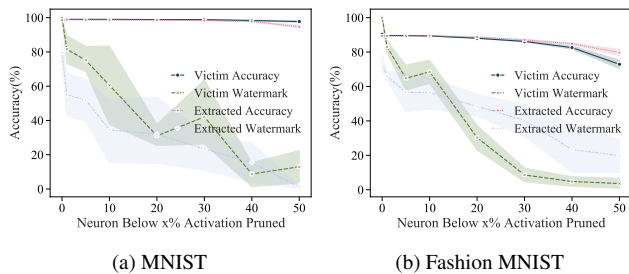 100
80
60
40
20
0
Accuracy(%)
Victim Accuracy
Victim Watermark
Extracted Accuracy
Extracted Watermark
0 10 20 30 40 50
Neuron Below x% Activation Pruned
(a) MNIST
100
80
60
40
20
0
Accuracy(%)
Victim Accuracy
Victim Watermark
Extracted Accuracy
Extracted Watermark
0 10 20 30 40 50
Neuron Below x% Activation Pruned
(b) Fashion MNIST